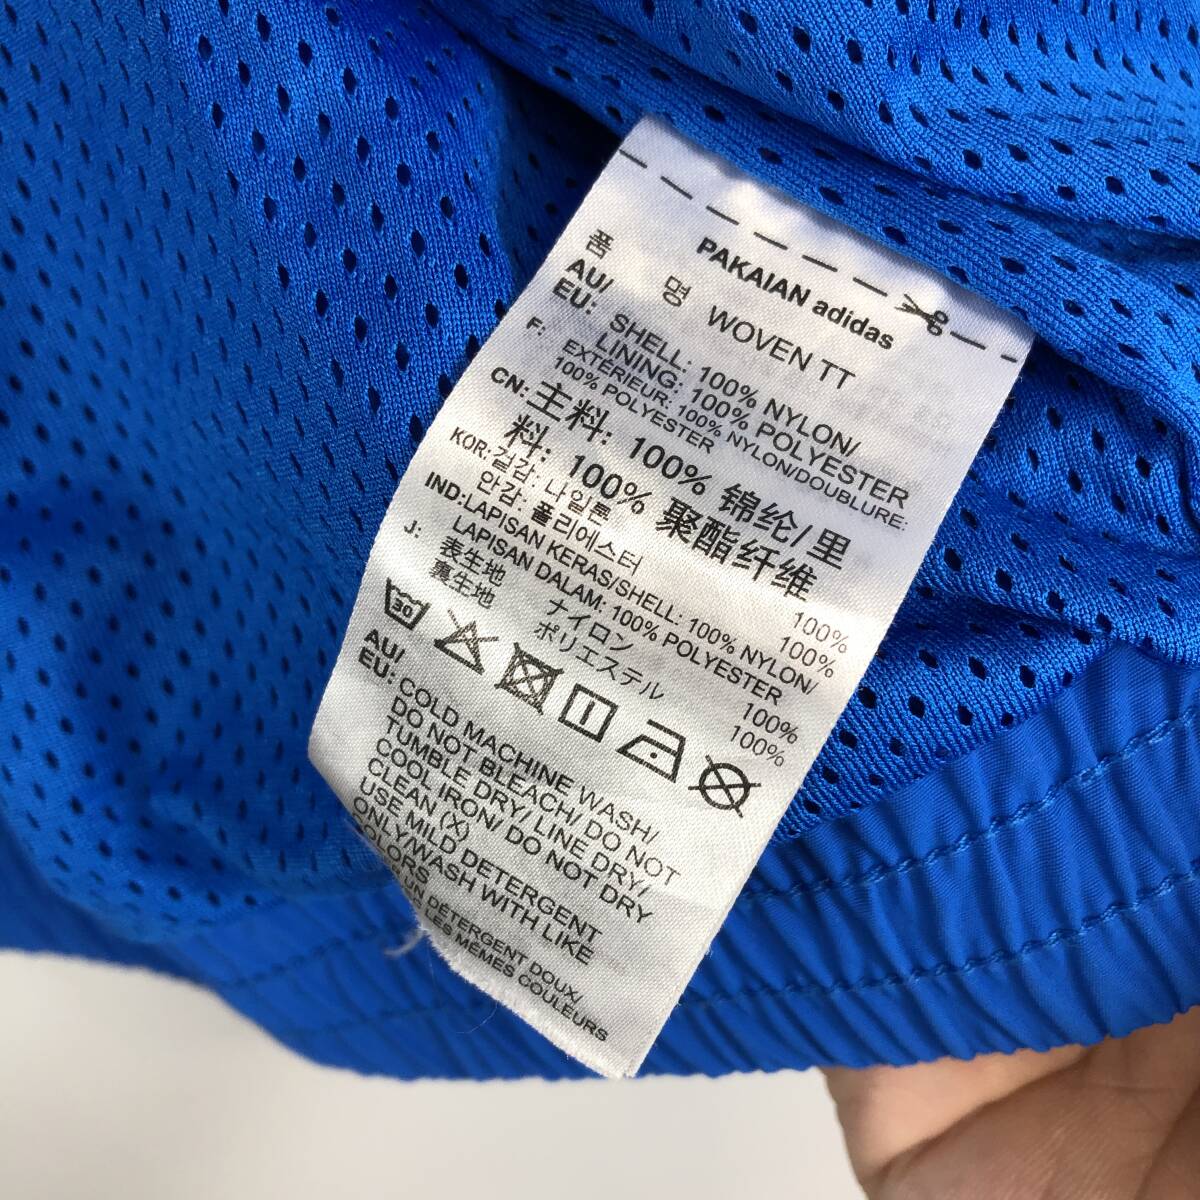 PAKAIAN adidas
품 명 WOVEN TT
AU/
EU: SHELL: 100% NYLON/
LINING: 100% POLYESTER
F: EXTÉRIEUR: 100% NYLON/DOUBLURE:
100% POLYESTER
CN: 主料: 100% 锦纶/里
料: 100% 聚酯纤维
KOR: 겉감: 나일론 100%
안감: 폴리에스터 100%
IND: LAPISAN KERAS/SHELL: 100% NYLON/
LAPISAN DALAM: 100% POLYESTER
J: 表生地 ナイロン 100%
裏生地 ポリエステル 100%
30
AU/
EU: COLD MACHINE WASH/
DO NOT BLEACH/ DO NOT
TUMBLE DRY/ LINE DRY/
COOL IRON/ DO NOT DRY
CLEAN (X)
USE MILD DETERGENT
ONLY/WASH WITH LIKE
COLORS
UN DÉTERGENT DOUX/
LES MÊMES COULEURS